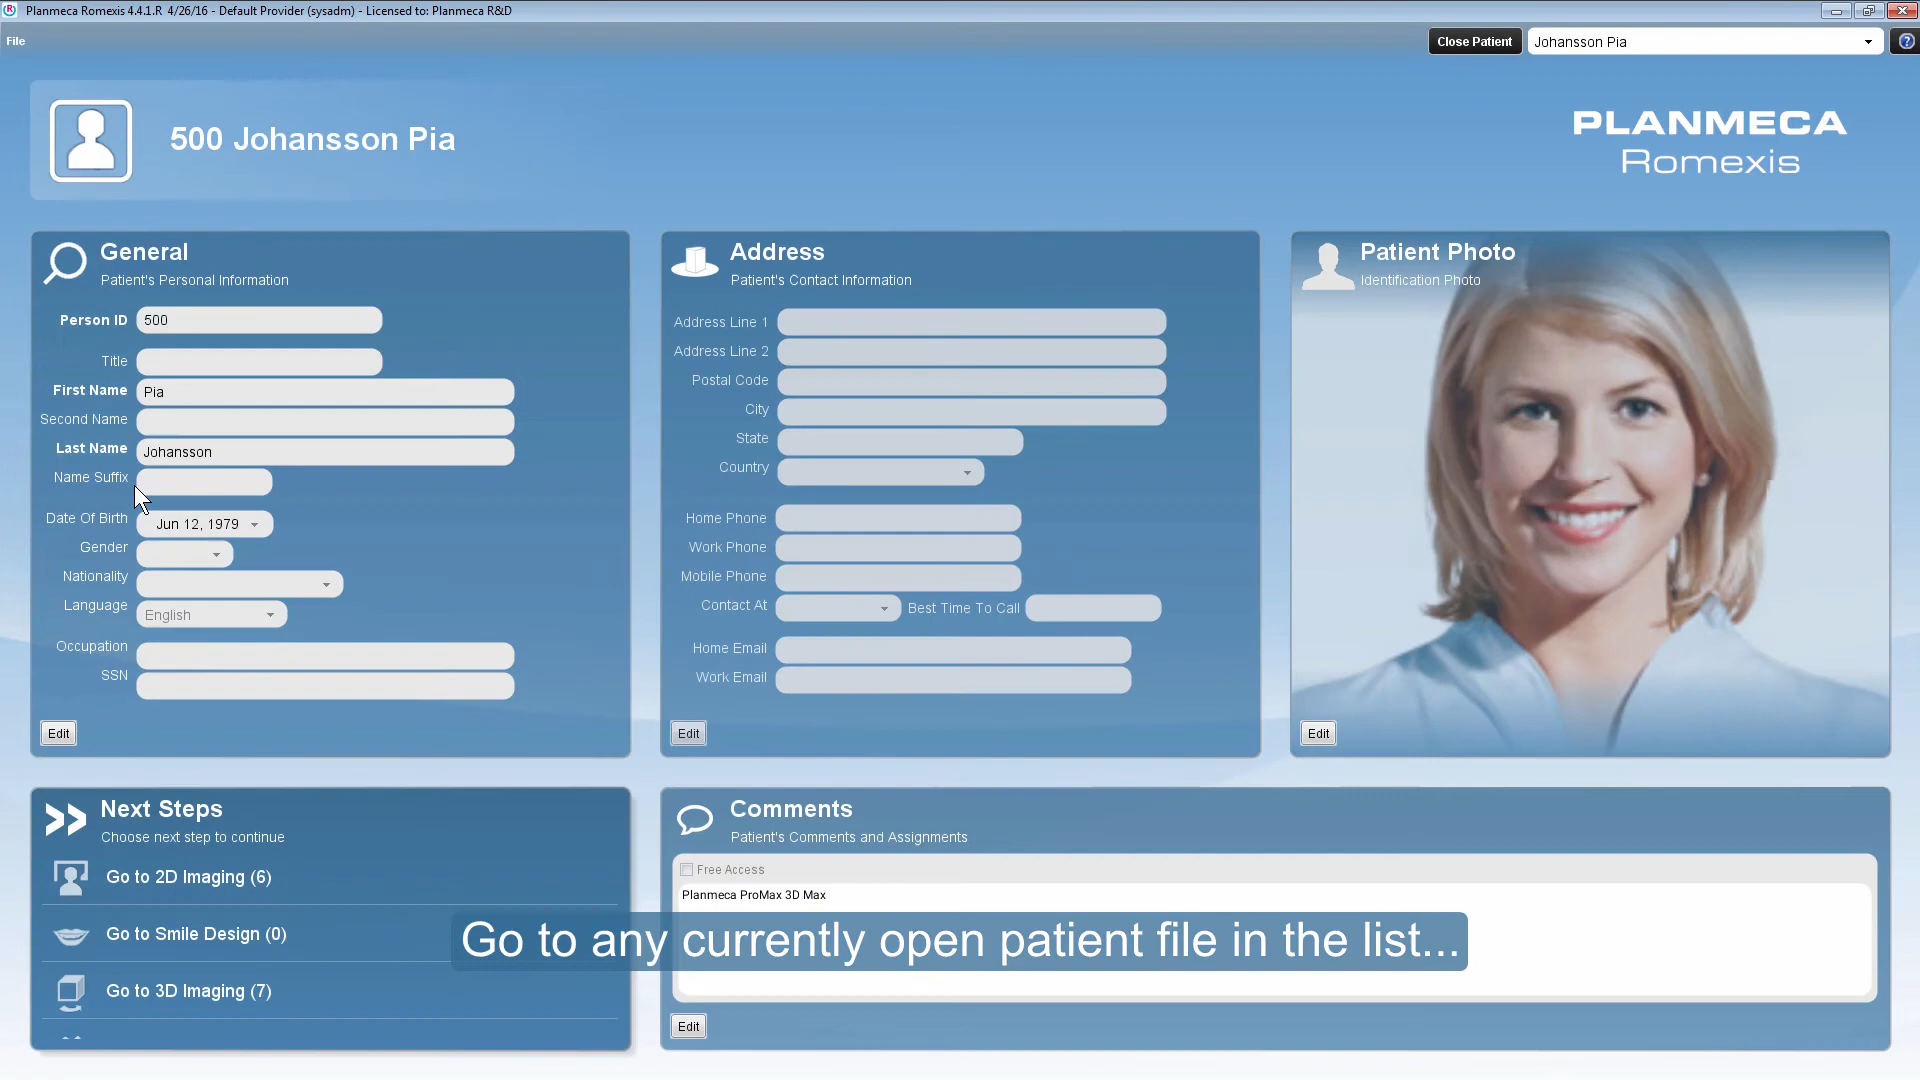 Planmeca Romexis 4.4.1.R 4/26/16 - Default Provider (sysadm) - Licensed to: Planmeca R&D
File
Close Patient
Johansson Pia
500 Johansson Pia
PLANMECA
Romexis
General
Patient's Personal Information
Person ID 500
Title
First Name Pia
Second Name
Last Name Johansson
Name Suffix
Date Of Birth Jun 12, 1979
Gender
Nationality
Language English
Occupation
SSN
Edit
Address
Patient's Contact Information
Address Line 1
Address Line 2
Postal Code
City
State
Country
Home Phone
Work Phone
Mobile Phone
Contact At Best Time To Call
Home Email
Work Email
Edit
Patient Photo
Identification Photo
Edit
Next Steps
Choose next step to continue
Go to 2D Imaging (6)
Go to Smile Design (0)
Go to 3D Imaging (7)
Comments
Patient's Comments and Assignments
Free Access
Planmeca ProMax 3D Max
Go to any currently open patient file in the list...
Edit